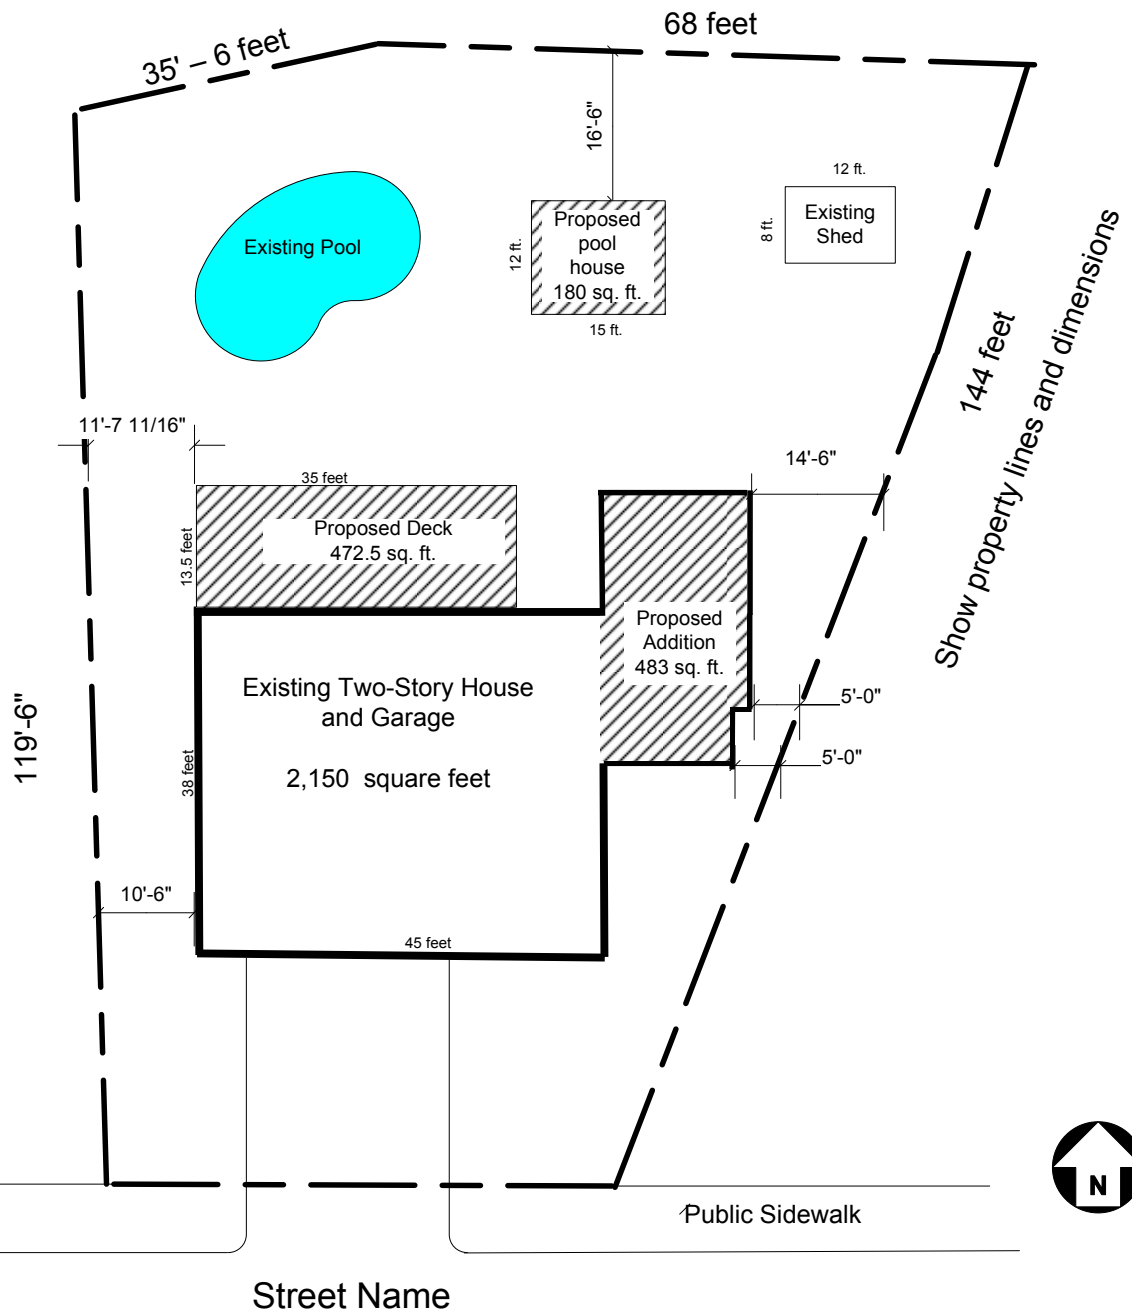 68 feet
35' – 6 feet
16'-6"
12 ft.
Existing
Shed
8 ft.
Proposed
pool
house
180 sq. ft.
12 ft.
15 ft.
Existing Pool
144 feet
Show property lines and dimensions
11'-7 11/16"
14'-6"
35 feet
Proposed Deck
472.5 sq. ft.
13.5 feet
Proposed
Addition
483 sq. ft.
Existing Two-Story House
and Garage
2,150 square feet
5'-0"
5'-0"
119'-6"
38 feet
10'-6"
45 feet
N
Public Sidewalk
Street Name